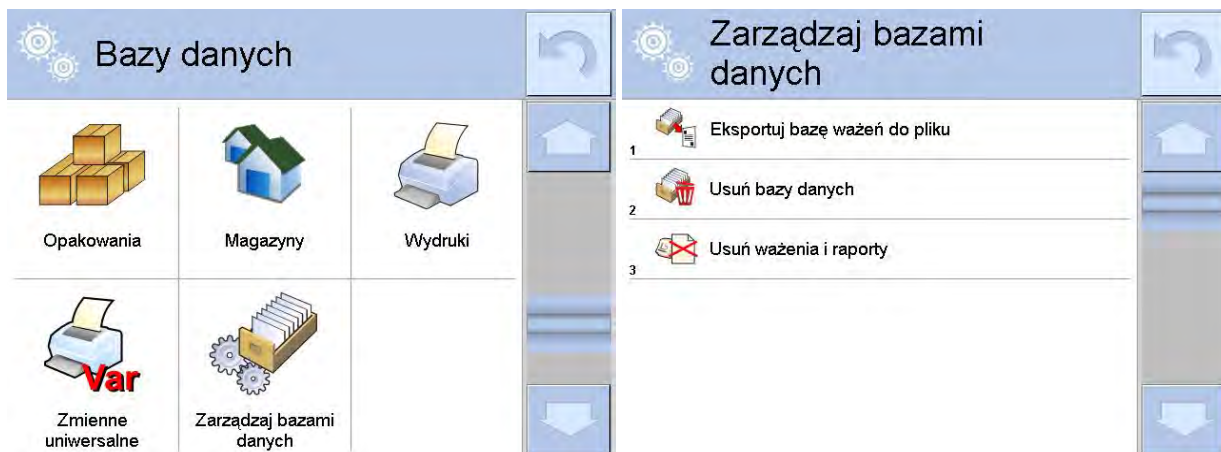 Bazy danych
Opakowania
Magazyny
Wydruki
Var
Zmienne
uniwersalne
Zarządzaj bazami
danych
Zarządzaj bazami
danych
1 Eksportuj bazę ważeń do pliku
2 Usuń bazy danych
3 Usuń ważenia i raporty